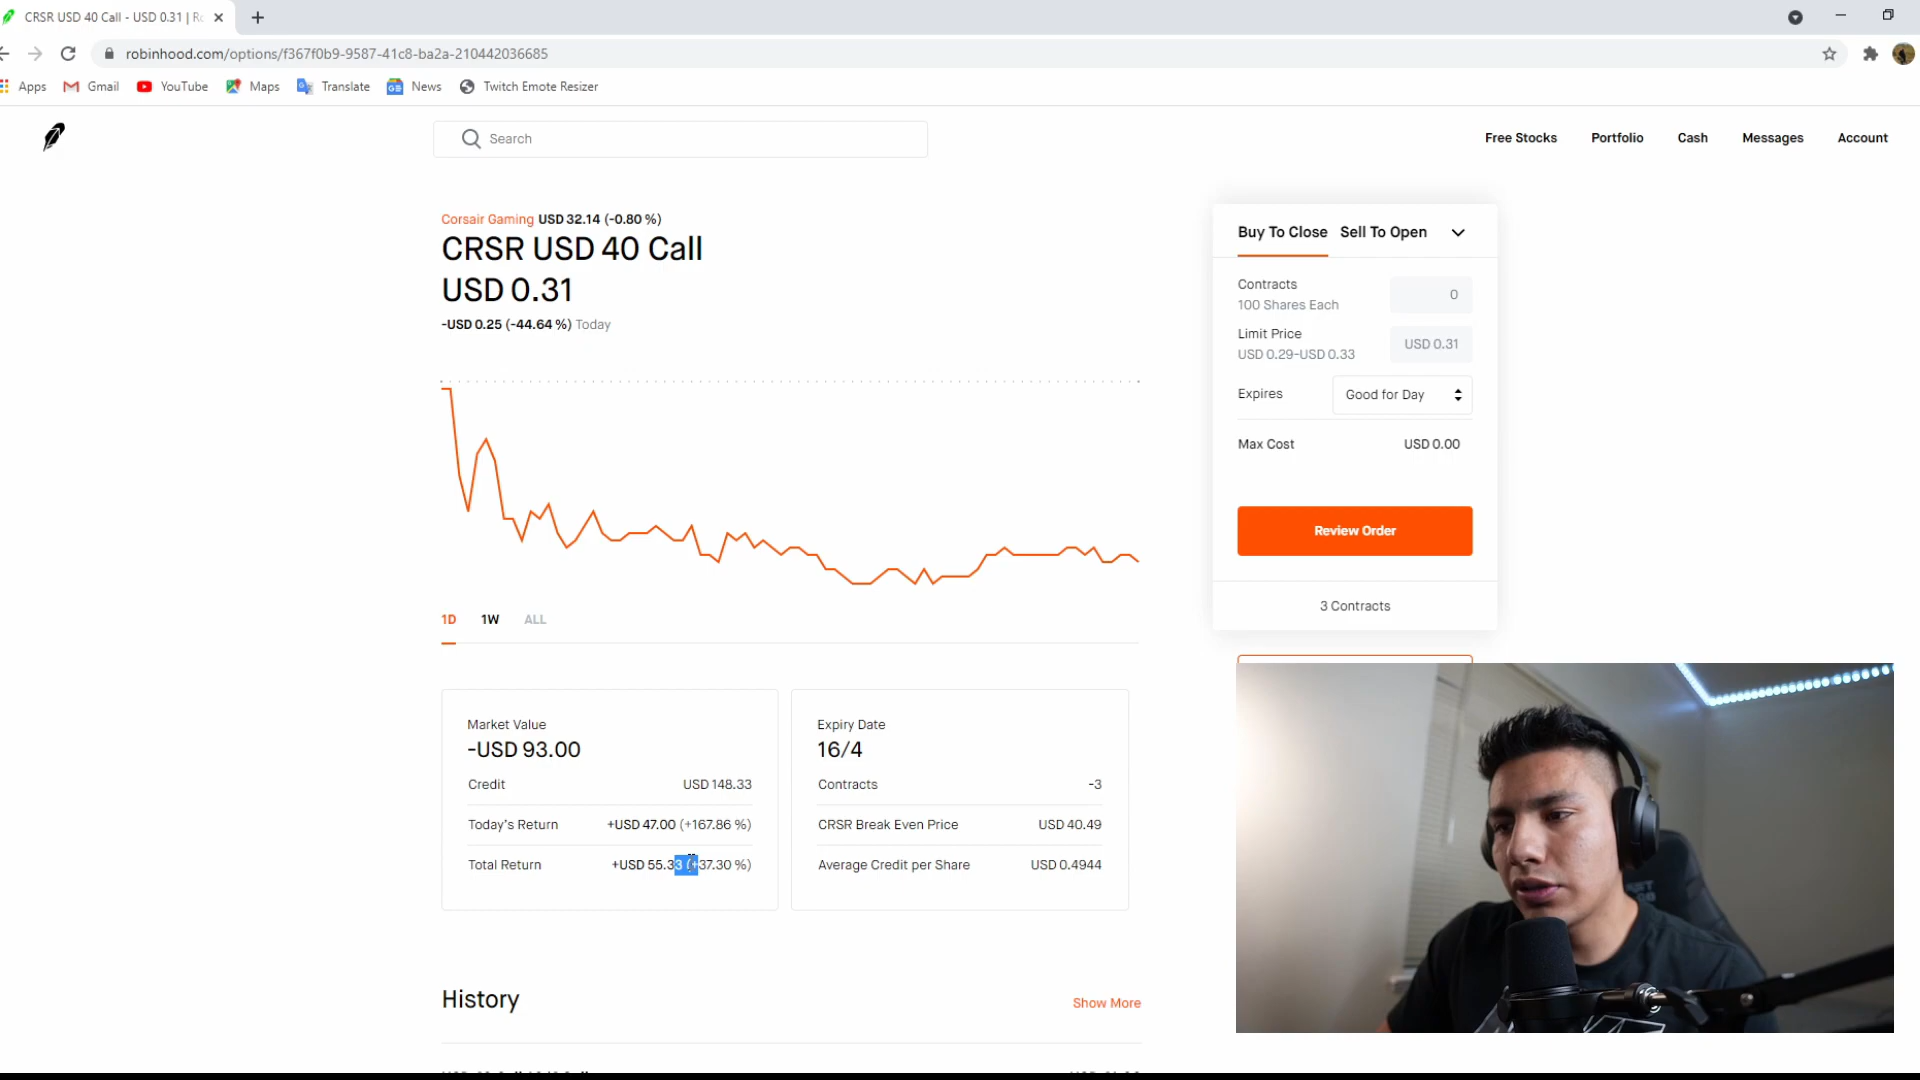 CRSR USD 40 Call - USD 0.31 | R
robinhood.com/options/f367f0b9-9587-41c8-ba2a-210442036685
Apps Gmail YouTube Maps Translate News Twitch Emote Resizer
Search
Free Stocks Portfolio Cash Messages Account
Corsair Gaming USD 32.14 (-0.80 %)
CRSR USD 40 Call
USD 0.31
-USD 0.25 (-44.64 %) Today
1D 1W ALL
Buy To Close Sell To Open
Contracts 0
100 Shares Each
Limit Price USD 0.31
USD 0.29-USD 0.33
Expires Good for Day
Max Cost USD 0.00
Review Order
3 Contracts
Market Value
-USD 93.00
Credit USD 148.33
Today's Return +USD 47.00 (+167.86 %)
Total Return +USD 55.33 (+37.30 %)
Expiry Date
16/4
Contracts -3
CRSR Break Even Price USD 40.49
Average Credit per Share USD 0.4944
History Show More